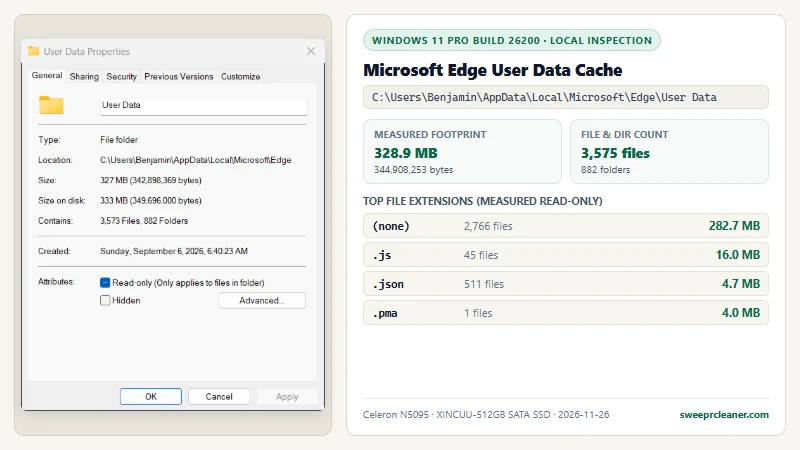 User Data Properties
General Sharing Security Previous Versions Customize
User Data
Type: File folder
Location: C:\Users\Benjamin\AppData\Local\Microsoft\Edge
Size: 327 MB (342,898,369 bytes)
Size on disk: 333 MB (349,696,000 bytes)
Contains: 3,573 Files, 882 Folders
Created: Sunday, September 6, 2026, 6:40:23 AM
Attributes: Read-only (Only applies to files in folder)
Hidden
Advanced...
OK Cancel Apply
WINDOWS 11 PRO BUILD 26200 · LOCAL INSPECTION
Microsoft Edge User Data Cache
C:\Users\Benjamin\AppData\Local\Microsoft\Edge\User Data
MEASURED FOOTPRINT
328.9 MB
344,908,253 bytes
FILE & DIR COUNT
3,575 files
882 folders
TOP FILE EXTENSIONS (MEASURED READ-ONLY)
(none) 2,766 files 282.7 MB
.js 45 files 16.0 MB
.json 511 files 4.7 MB
.pma 1 files 4.0 MB
Celeron N5095 · XINCUU-512GB SATA SSD · 2026-11-26
sweeprcleaner.com